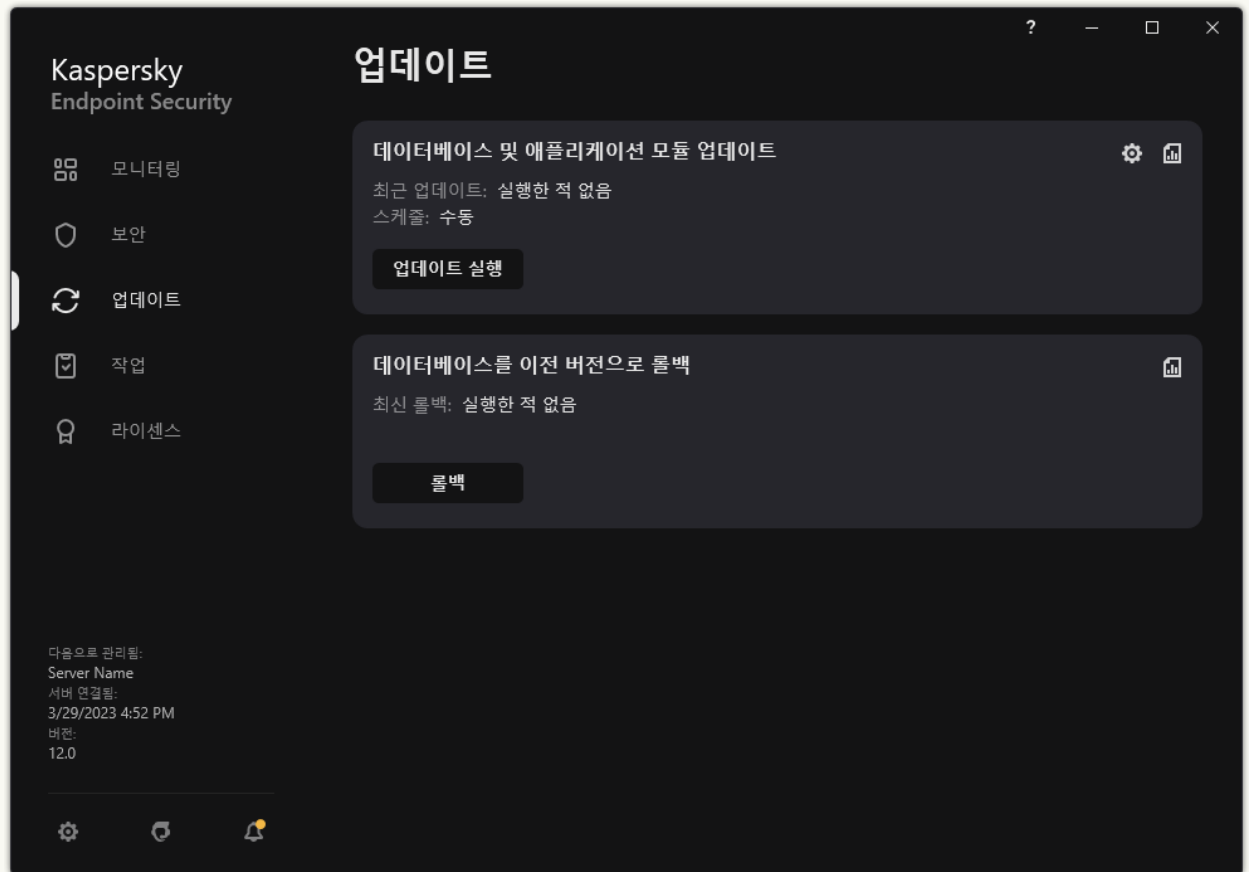 ?
Kaspersky
Endpoint Security
모니터링
보안
업데이트
작업
라이센스
다음으로 관리됨:
Server Name
서버 연결됨:
3/29/2023 4:52 PM
버전:
12.0
업데이트
데이터베이스 및 애플리케이션 모듈 업데이트
최근 업데이트: 실행한 적 없음
스케줄: 수동
업데이트 실행
데이터베이스를 이전 버전으로 롤백
최신 롤백: 실행한 적 없음
롤백